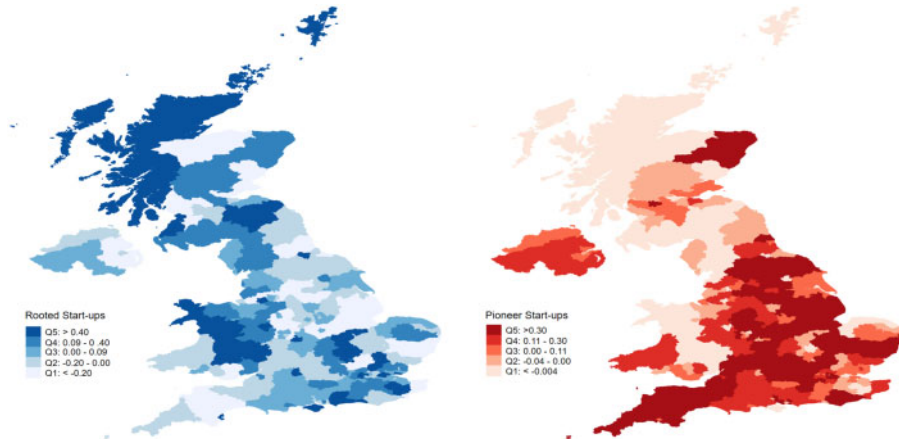 Rooted Start-ups
Q5: > 0.40
Q4: 0.09 - 0.40
Q3: 0.00 - 0.09
Q2: -0.20 - 0.00
Q1: < -0.20
Pioneer Start-ups
Q5: >0.30
Q4: 0.11 - 0.30
Q3: 0.00 - 0.11
Q2: -0.04 - 0.00
Q1: < -0.004